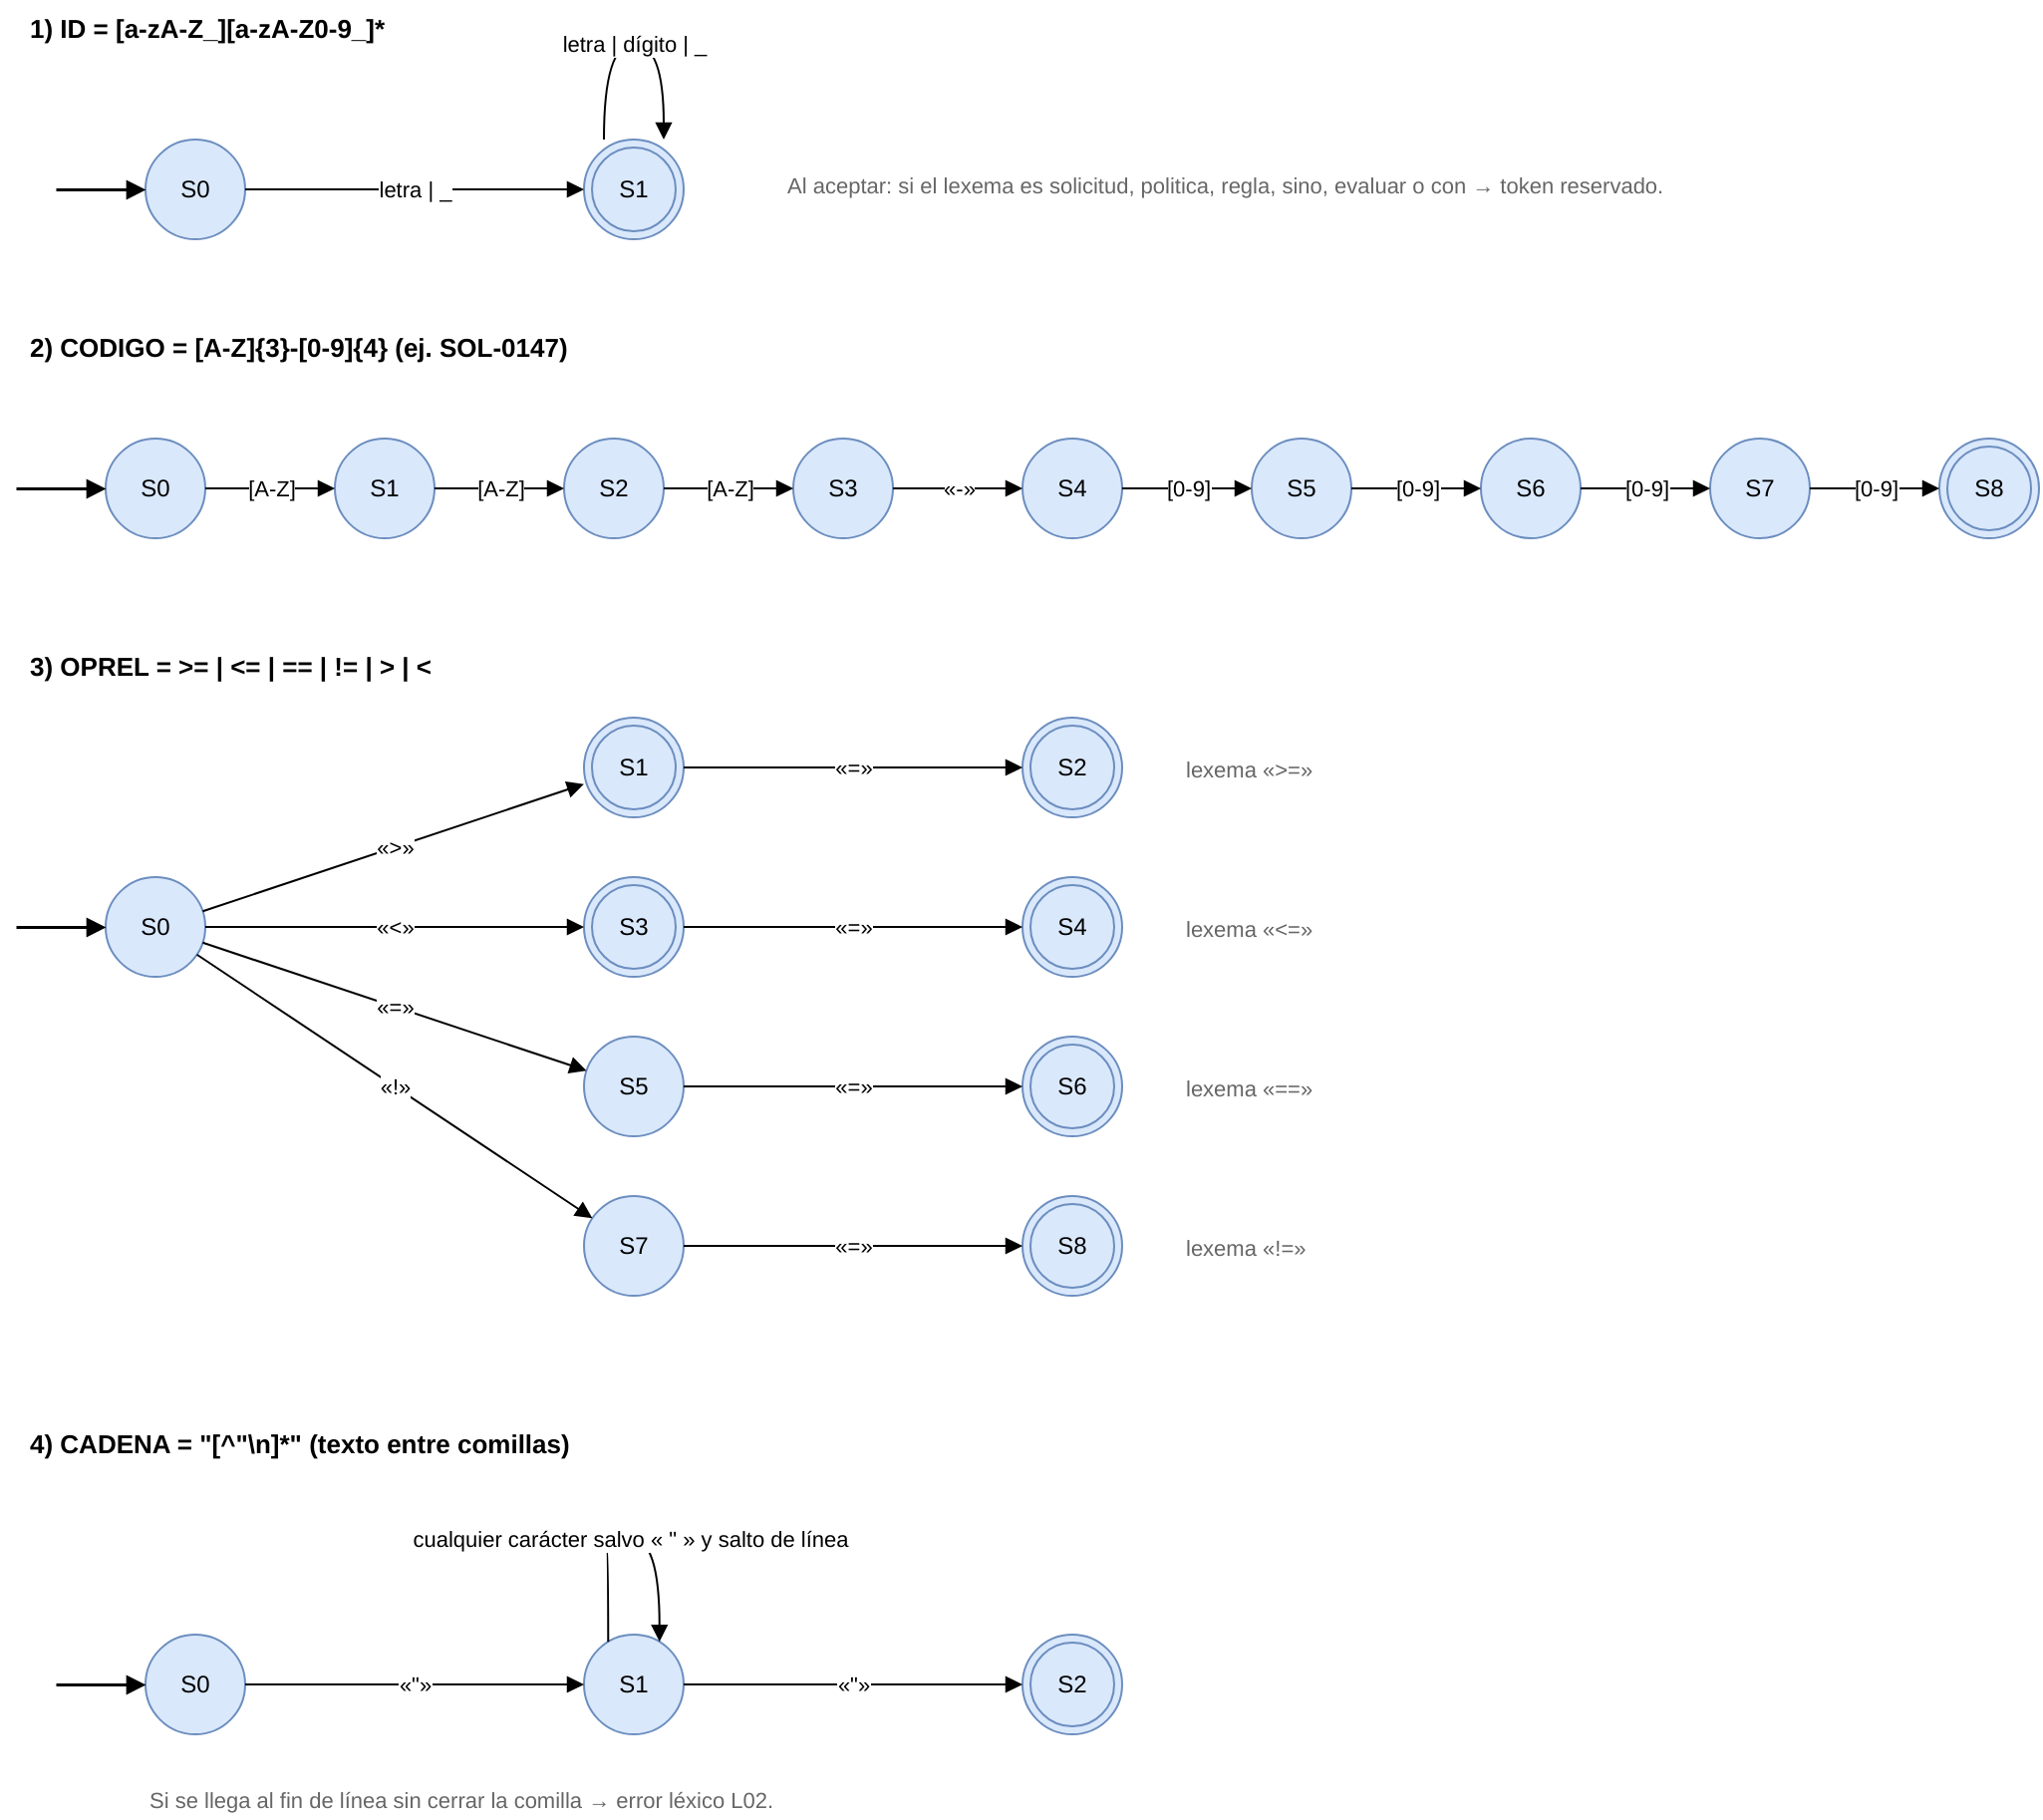 1) ID = [a-zA-Z_][a-zA-Z0-9_]*
letra | dígito | _
S0
letra | _
S1
Al aceptar: si el lexema es solicitud, politica, regla, sino, evaluar o con → token reservado.
2) CODIGO = [A-Z]{3}-[0-9]{4} (ej. SOL-0147)
S0 [A-Z] S1 [A-Z] S2 [A-Z] S3 «-» S4 [0-9] S5 [0-9] S6 [0-9] S7 [0-9] S8
3) OPREL = >= | <= | == | != | > | <
S1 «=» S2 lexema «>=»
«>»
S0 «<» S3 «=» S4 lexema «<=»
«=»
«!» S5 «=» S6 lexema «==»
S7 «=» S8 lexema «!=»
4) CADENA = "[^"\n]*" (texto entre comillas)
cualquier carácter salvo « " » y salto de línea
S0 «"» S1 «"» S2
Si se llega al fin de línea sin cerrar la comilla → error léxico L02.